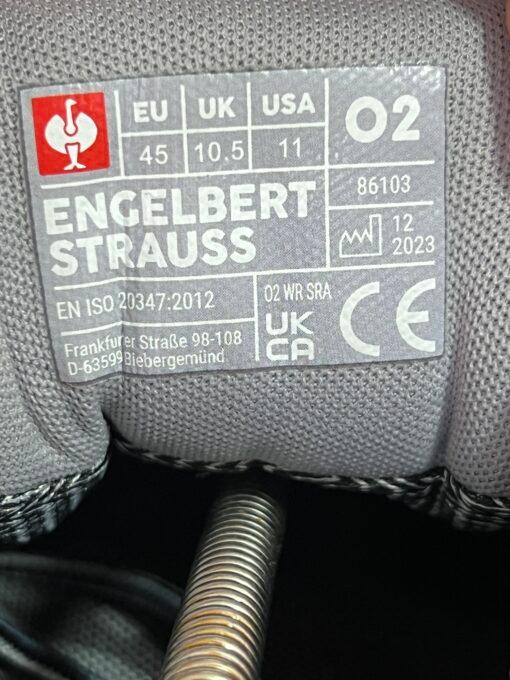 EU UK USA O2
45 10.5 11
ENGELBERT
STRAUSS
86103
12
2023
EN ISO 20347:2012
O2 WR SRA
UK
CA
CE
Frankfurter Straße 98-108
D-63599 Biebergemünd